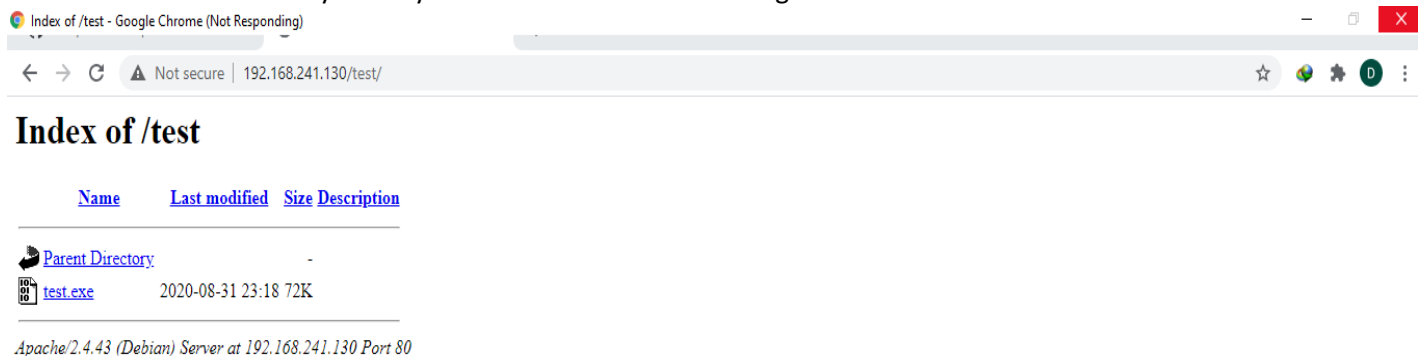 Index of /test - Google Chrome (Not Responding)
Not secure | 192.168.241.130/test/
D
Index of /test
Name Last modified Size Description
Parent Directory -
test.exe 2020-08-31 23:18 72K
Apache/2.4.43 (Debian) Server at 192.168.241.130 Port 80